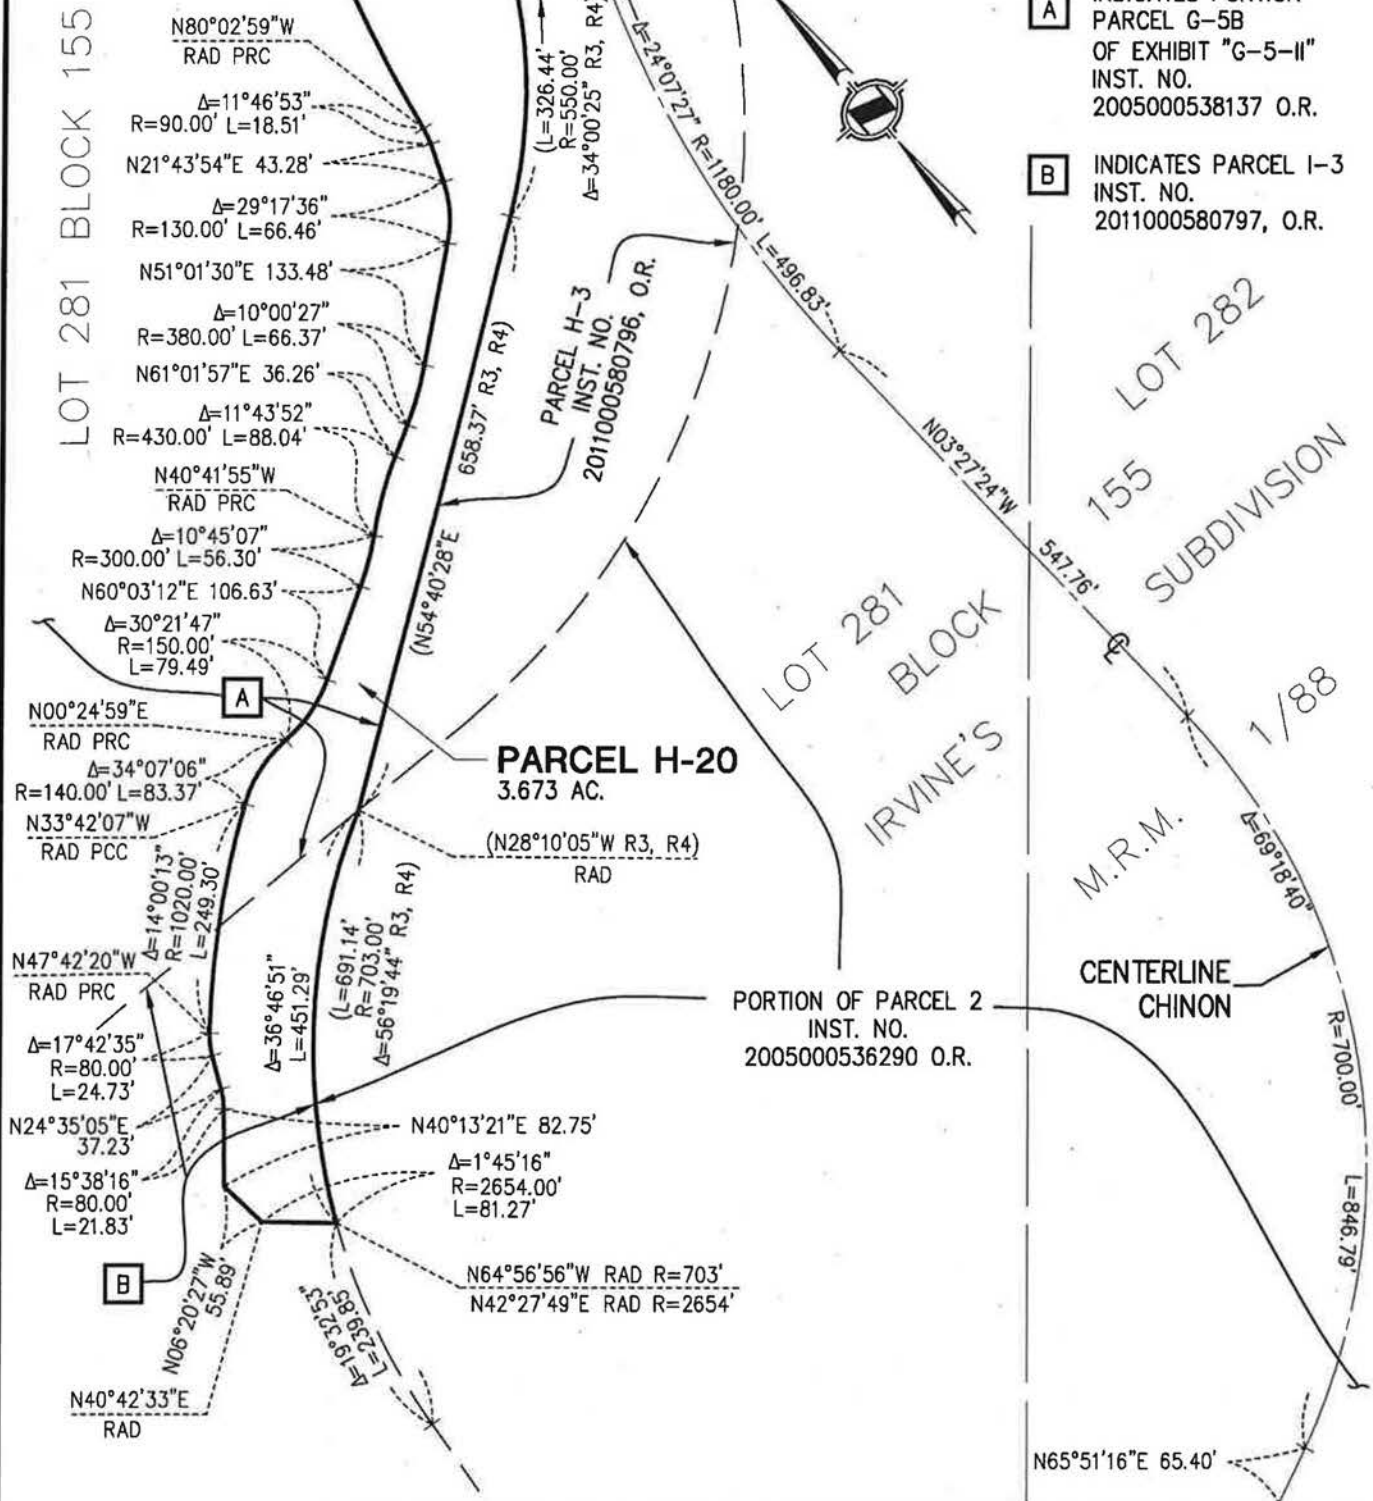 LOT 281 BLOCK 155
N80°02'59"W
RAD PRC
Δ=11°46'53"
R=90.00' L=18.51'
N21°43'54"E 43.28'
Δ=29°17'36"
R=130.00' L=66.46'
N51°01'30"E 133.48'
Δ=10°00'27"
R=380.00' L=66.37'
N61°01'57"E 36.26'
Δ=11°43'52"
R=430.00' L=88.04'
N40°41'55"W
RAD PRC
Δ=10°45'07"
R=300.00' L=56.30'
N60°03'12"E 106.63'
Δ=30°21'47"
R=150.00'
L=79.49'
A
N00°24'59"E
RAD PRC
Δ=34°07'06"
R=140.00' L=83.37'
N33°42'07"W
RAD PCC
Δ=14°00'13"
R=1020.00'
L=249.30'
N47°42'20"W
RAD PRC
Δ=17°42'35"
R=80.00'
L=24.73'
N24°35'05"E
37.23'
Δ=15°38'16"
R=80.00'
L=21.83'
B
N06°20'27"W
55.89'
N40°42'33"E
RAD
(L=326.44'
R=550.00'
Δ=34°00'25" R3, R4)
Δ=24°07'27" R=1180.00' L=496.83'
A
PARCEL G-5B
OF EXHIBIT "G-5-II"
INST. NO.
2005000538137 O.R.
B
INDICATES PARCEL I-3
INST. NO.
2011000580797, O.R.
PARCEL H-3
INST. NO.
2011000580796, O.R.
(N54°40'28"E
658.37' R3, R4)
N03°27'24"W
547.76'
LOT 282
155
SUBDIVISION
LOT 281
BLOCK
IRVINE'S
1/88
M.R.M.
PARCEL H-20
3.673 AC.
(N28°10'05"W R3, R4)
RAD
Δ=36°46'51"
L=451.29'
(L=691.14'
R=703.00'
Δ=56°19'44" R3, R4)
PORTION OF PARCEL 2
INST. NO.
2005000536290 O.R.
CENTERLINE
CHINON
Δ=69°18'40"
R=700.00'
L=846.79'
N40°13'21"E 82.75'
Δ=1°45'16"
R=2654.00'
L=81.27'
N64°56'56"W RAD R=703'
N42°27'49"E RAD R=2654'
Δ=19°32'53"
L=239.85'
N65°51'16"E 65.40'